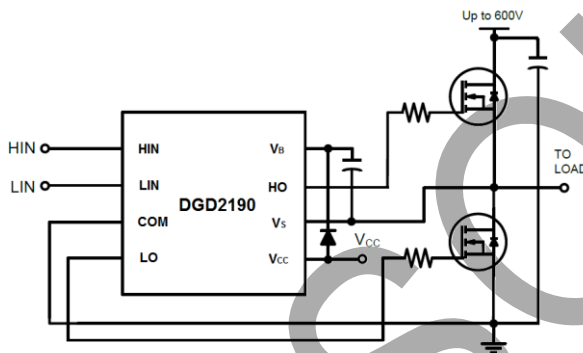 Up to 600V
HIN
LIN
HIN
LIN
COM
LO
DGD2190
VB
HO
VS
VCC
VCC
TO
LOAD